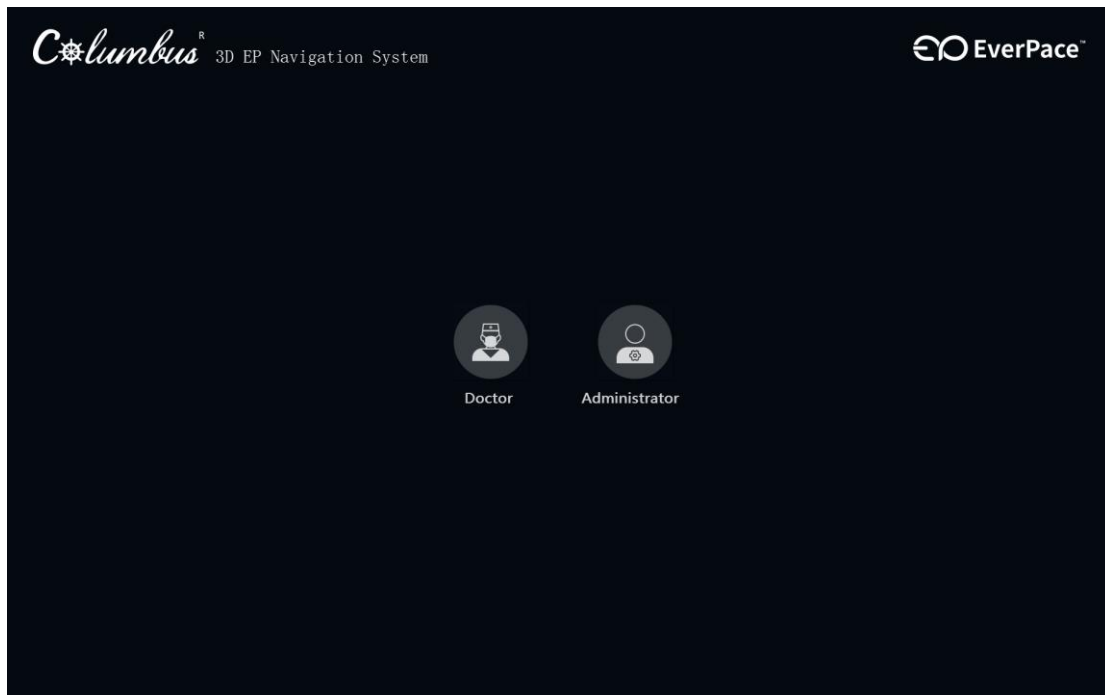 Columbus® 3D EP Navigation System
EverPace™
Doctor
Administrator